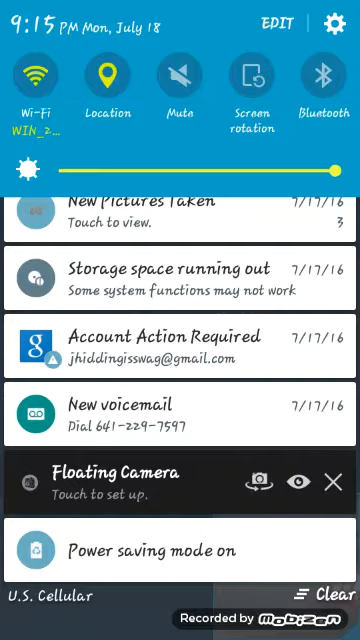 9:15 PM Mon, July 18 EDIT
Wi-Fi Location Mute Screen rotation Bluetooth
WIN_2...
New Pictures Taken 7/17/16
Touch to view. 3
Storage space running out 7/17/16
Some system functions may not work
Account Action Required 7/17/16
g jhiddingisswag@gmail.com
New voicemail 7/17/16
Dial 641-229-7597
Floating Camera
Touch to set up.
Power saving mode on
U.S. Cellular Clear
Recorded by Mobizen